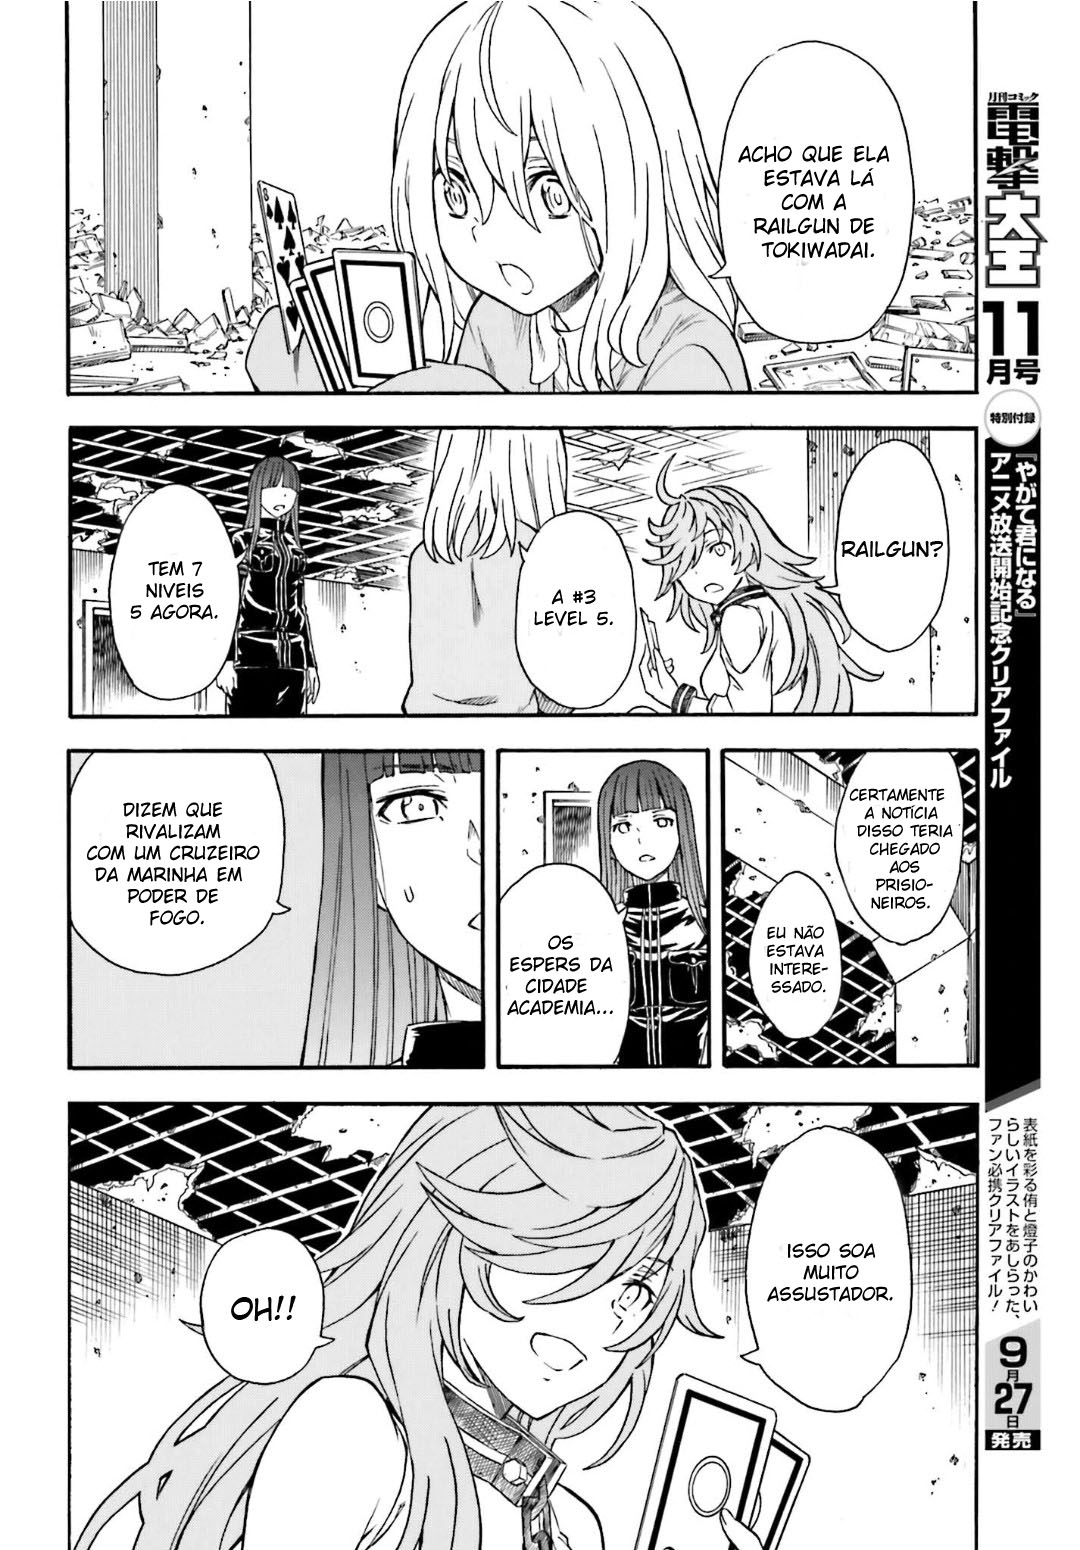 ACHO QUE ELA
ESTAVA LÁ
COM A
RAILGUN DE
TOKIWADAI.
RAILGUN?
A #3
LEVEL 5.
TEM 7
NIVEIS
5 AGORA.
CERTAMENTE
A NOTÍCIA
DISSO TERIA
CHEGADO
AOS
PRISIO-
NEIROS.
EU NÃO
ESTAVA
INTERE-
SSADO.
OS
ESPERS DA
CIDADE
ACADEMIA...
DIZEM QUE
RIVALIZAM
COM UM CRUZEIRO
DA MARINHA EM
PODER DE
FOGO.
ISSO SOA
MUITO
ASSUSTADOR.
OH!!
月刊コミック
電撃大王
11
月号
特別付録
『やがて君になる』
アニメ放送開始記念クリアファイル
表紙を彩る侑と燈子のかわい
らしいイラストをあしらった、
ファン必携クリアファイル！
9
月
27
日
発売